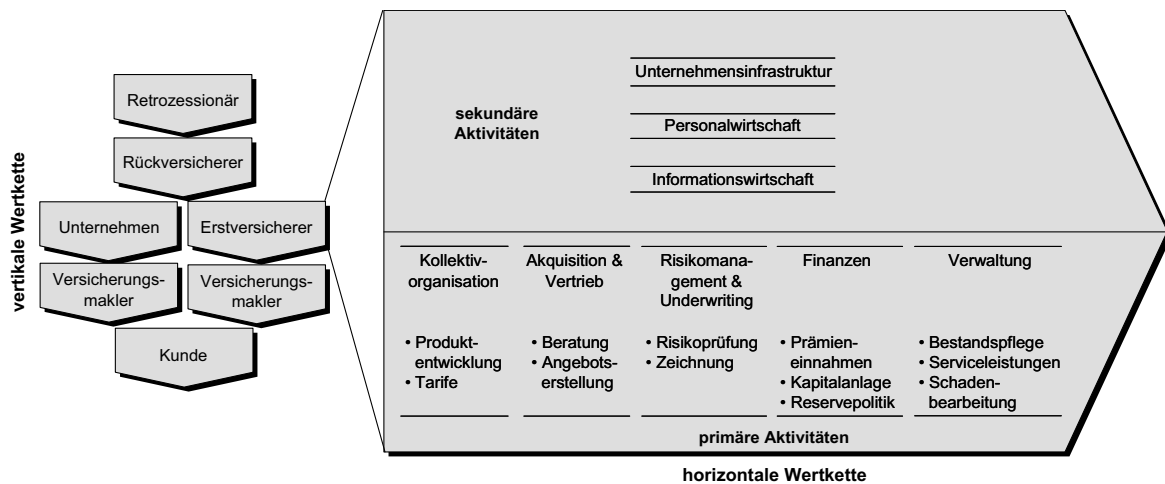 vertikale Wertkette
Retrozessionär
Rückversicherer
Unternehmen
Erstversicherer
Versicherungs-
makler
Versicherungs-
makler
Kunde
sekundäre
Aktivitäten
Unternehmensinfrastruktur
Personalwirtschaft
Informationswirtschaft
Kollektiv-
organisation
• Produkt-
entwicklung
• Tarife
Akquisition &
Vertrieb
• Beratung
• Angebots-
erstellung
Risikomana-
gement &
Underwriting
• Risikoprüfung
• Zeichnung
Finanzen
• Prämien-
einnahmen
• Kapitalanlage
• Reservepolitik
Verwaltung
• Bestandspflege
• Serviceleistungen
• Schaden-
bearbeitung
primäre Aktivitäten
horizontale Wertkette